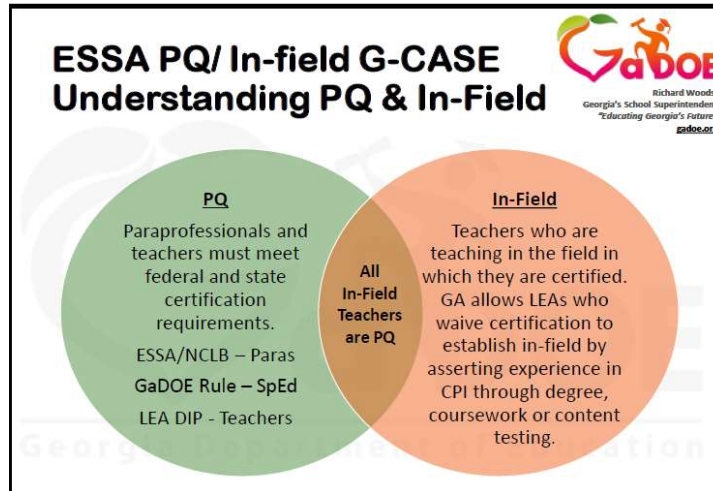 ESSA PQ/ In-field G-CASE
Understanding PQ & In-Field
GaDOE
Richard Woods
Georgia's School Superintenden
"Educating Georgia's Future
gadoe.or
PQ
Paraprofessionals and
teachers must meet
federal and state
certification
requirements.
ESSA/NCLB – Paras
GaDOE Rule – SpEd
LEA DIP - Teachers
All
In-Field
Teachers
are PQ
In-Field
Teachers who are
teaching in the field in
which they are certified.
GA allows LEAs who
waive certification to
establish in-field by
asserting experience in
CPI through degree,
coursework or content
testing.
Georgia Department of Education